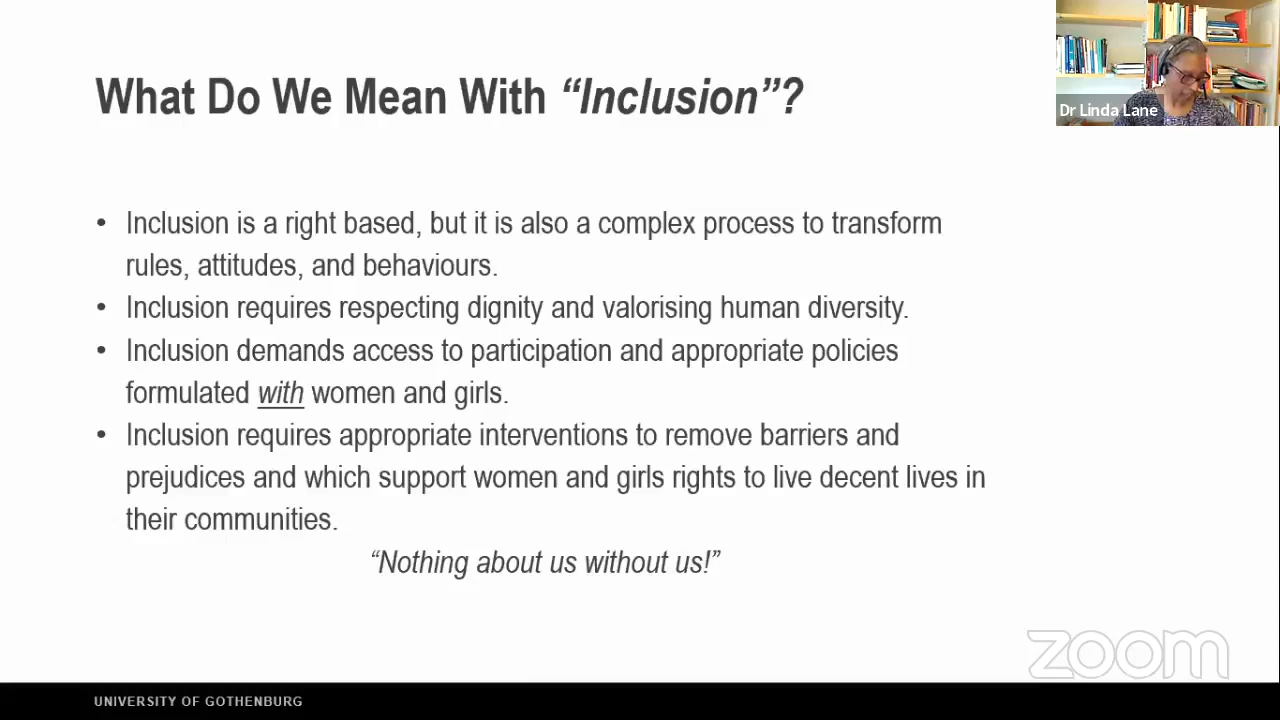 What Do We Mean With “Inclusion”?
Dr Linda Lane
• Inclusion is a right based, but it is also a complex process to transform
rules, attitudes, and behaviours.
• Inclusion requires respecting dignity and valorising human diversity.
• Inclusion demands access to participation and appropriate policies
formulated with women and girls.
• Inclusion requires appropriate interventions to remove barriers and
prejudices and which support women and girls rights to live decent lives in
their communities.
“Nothing about us without us!”
zoom
UNIVERSITY OF GOTHENBURG